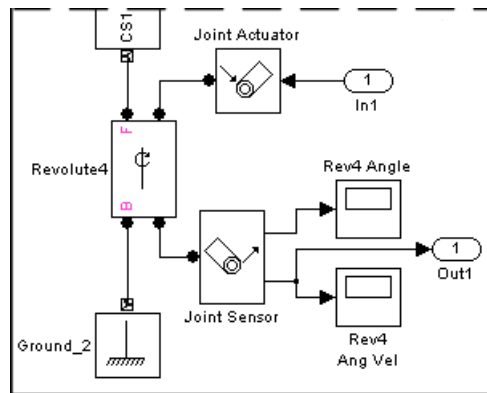 CS1
Joint Actuator
1
In1
F
Revolute4
B
Rev4 Angle
1
Out1
Joint Sensor
Ground_2
Rev4
Ang Vel